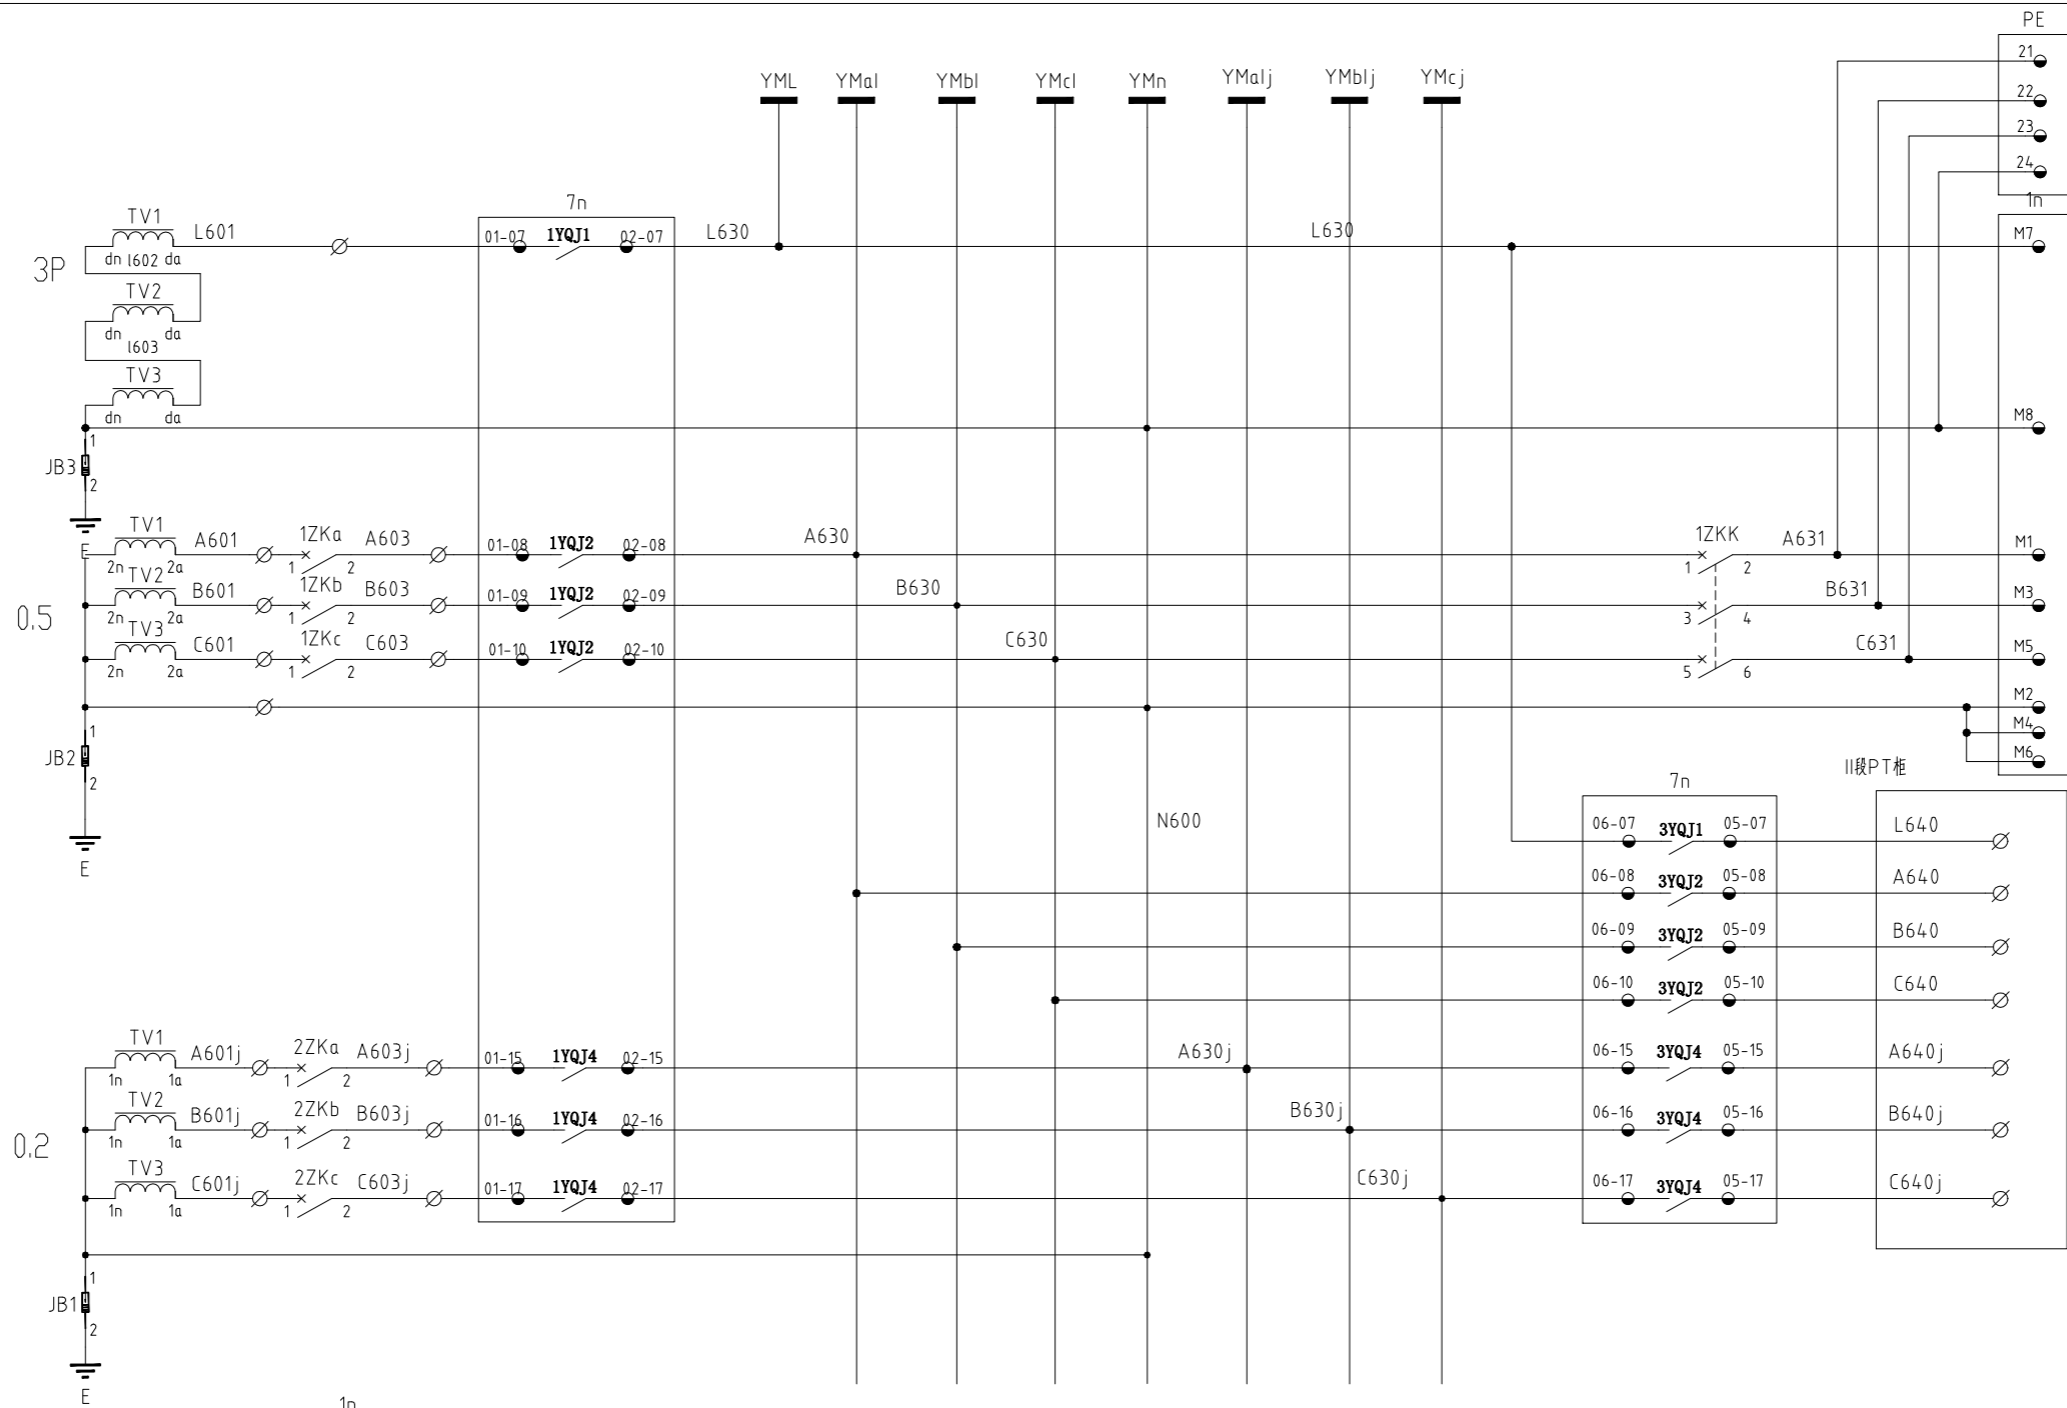 PE
21
22
23
24
1n
YML YMaI YMbI YMcI YMn YMaIj YMbIj YMcj
7n
3P
TV1
L601
01-07 1YQJ1 02-07
L630
L630
M7
dn l602 da
TV2
dn da
l603
TV3
dn da
M8
1
JB3
2
E
TV1
A601 1ZKa A603
01-08 1YQJ2 02-08
A630
1ZKK
A631
M1
2n 2a 1 2
1 2
0.5
TV2
B601 1ZKb B603
01-09 1YQJ2 02-09
B630
B631
M3
2n 2a 1 2
3 4
TV3
C601 1ZKc C603
01-10 1YQJ2 02-10
C630
C631
M5
2n 2a 1 2
5 6
M2
M4
M6
1
JB2
2
E
II段PT柜
7n
N600
06-07 3YQJ1 05-07 L640
06-08 3YQJ2 05-08 A640
06-09 3YQJ2 05-09 B640
06-10 3YQJ2 05-10 C640
0.2
TV1
A601j 2ZKa A603j
01-15 1YQJ4 02-15
A630j
06-15 3YQJ4 05-15 A640j
1n 1a 1 2
TV2
B601j 2ZKb B603j
01-16 1YQJ4 02-16
B630j
06-16 3YQJ4 05-16 B640j
1n 1a 1 2
TV3
C601j 2ZKc C603j
01-17 1YQJ4 02-17
C630j
06-17 3YQJ4 05-17 C640j
1n 1a 1 2
1
JB1
2
E
1n